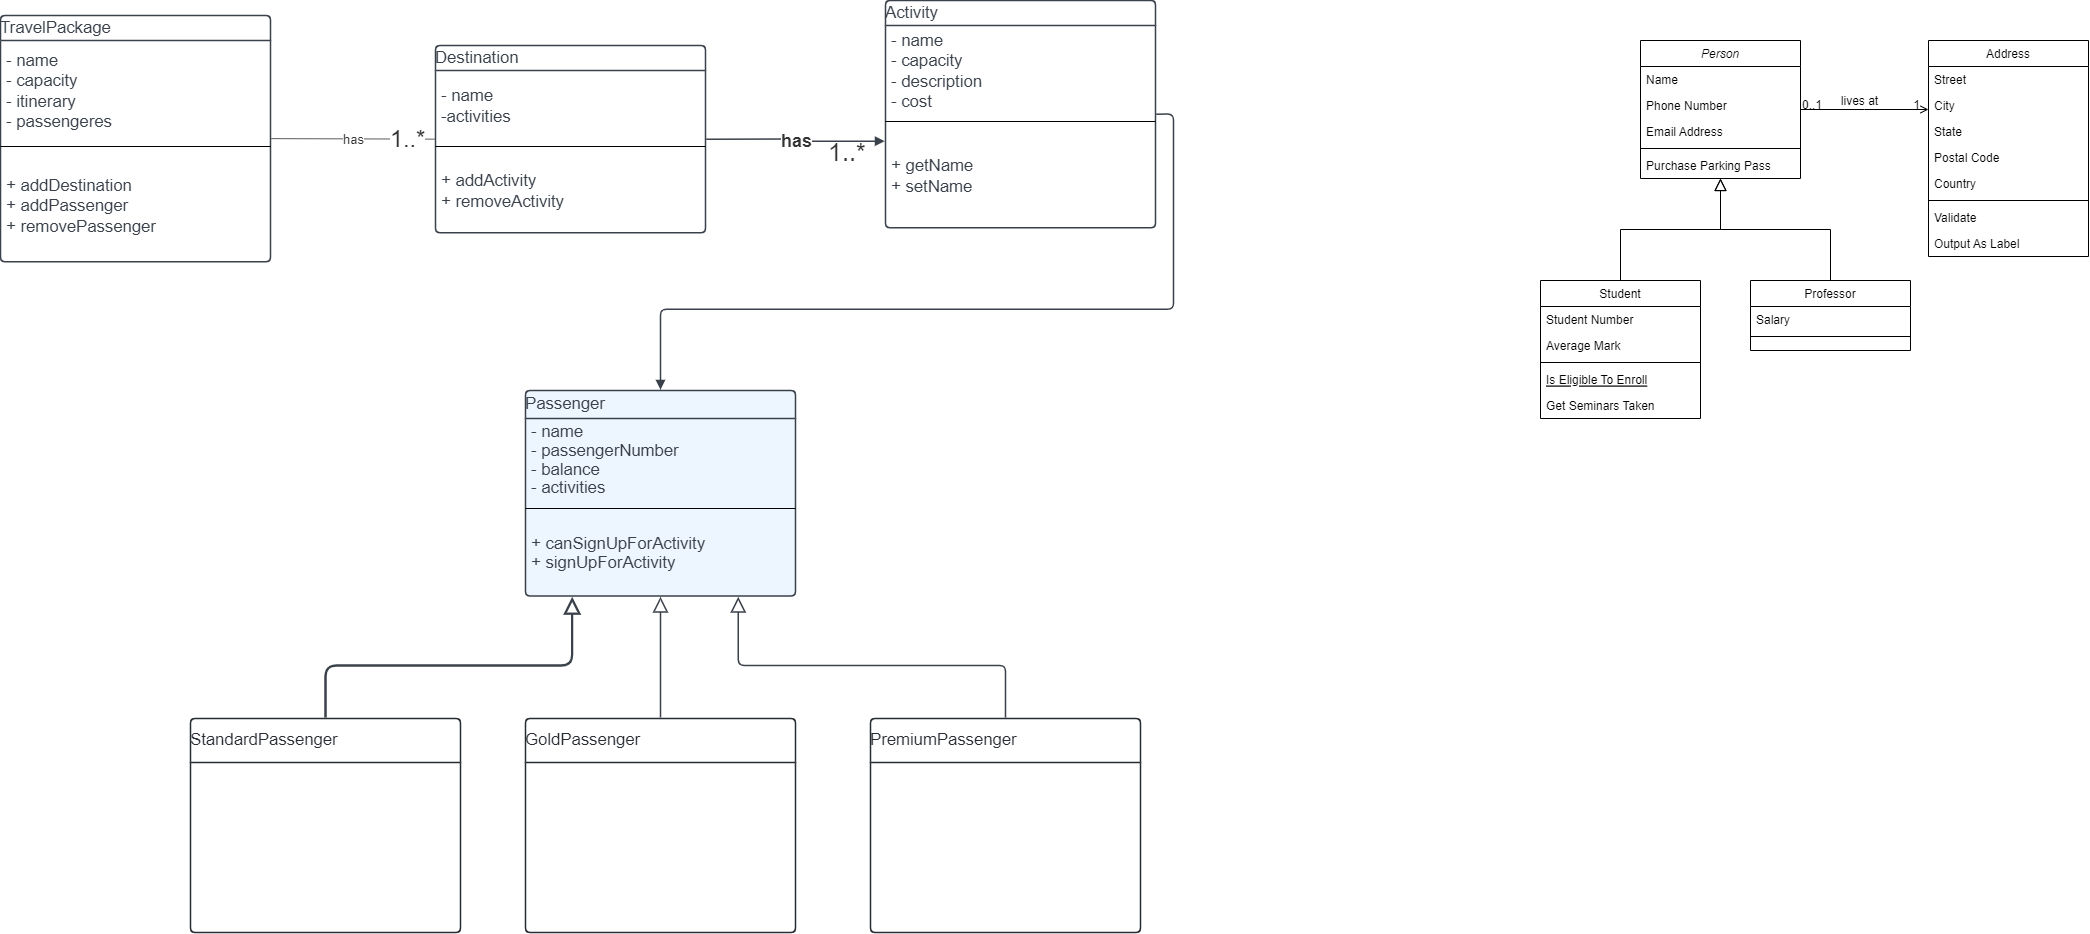 TravelPackage
- name
- capacity
- itinerary
- passengeres
+ addDestination
+ addPassenger
+ removePassenger
has
1..*
Destination
- name
-activities
+ addActivity
+ removeActivity
has
1..*
Activity
- name
- capacity
- description
- cost
+ getName
+ setName
Passenger
- name
- passengerNumber
- balance
- activities
+ canSignUpForActivity
+ signUpForActivity
StandardPassenger
GoldPassenger
PremiumPassenger
Person
Name
Phone Number
Email Address
Purchase Parking Pass
0..1
lives at
1
Address
Street
City
State
Postal Code
Country
Validate
Output As Label
Student
Student Number
Average Mark
Is Eligible To Enroll
Get Seminars Taken
Professor
Salary